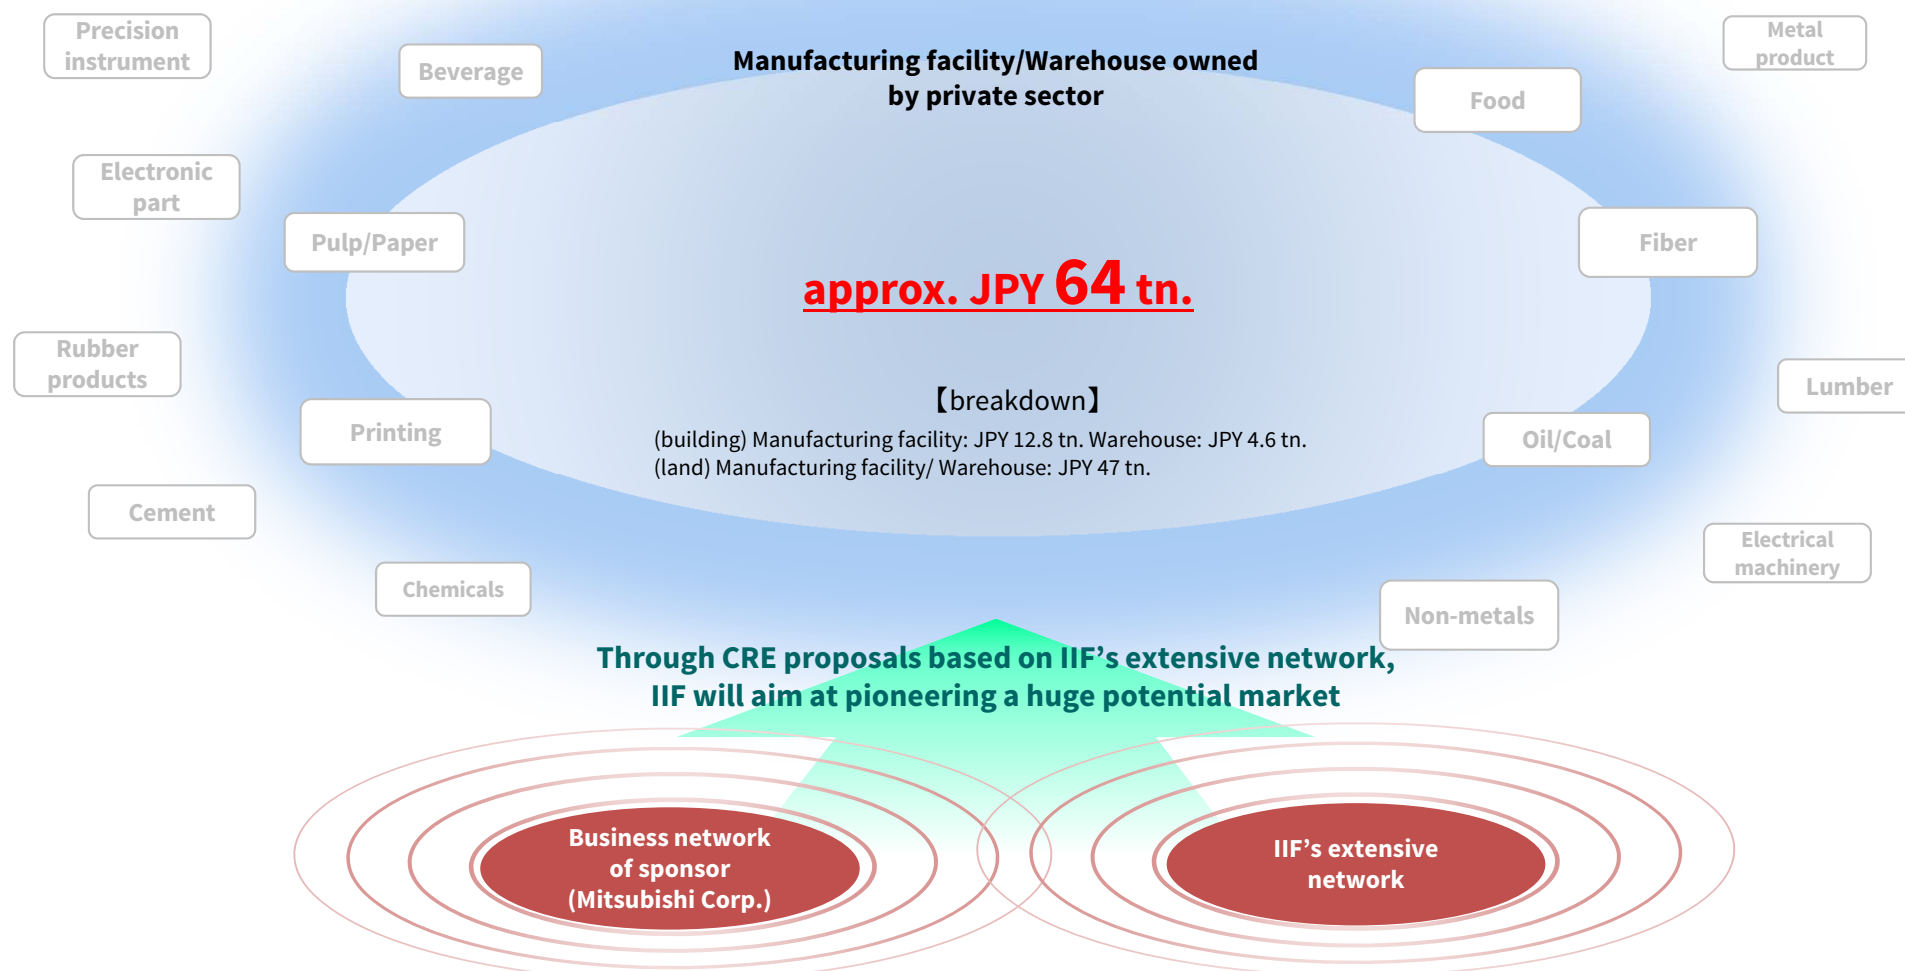 Precision
instrument
Beverage
Manufacturing facility/Warehouse owned
by private sector
Metal
product
Food
Electronic
part
Pulp/Paper
Fiber
approx. JPY 64 tn.
Rubber
products
Lumber
Printing
【breakdown】
(building) Manufacturing facility: JPY 12.8 tn. Warehouse: JPY 4.6 tn.
(land) Manufacturing facility/ Warehouse: JPY 47 tn.
Oil/Coal
Cement
Electrical
machinery
Chemicals
Non-metals
Through CRE proposals based on IIF’s extensive network,
IIF will aim at pioneering a huge potential market
Business network
of sponsor
(Mitsubishi Corp.)
IIF’s extensive
network